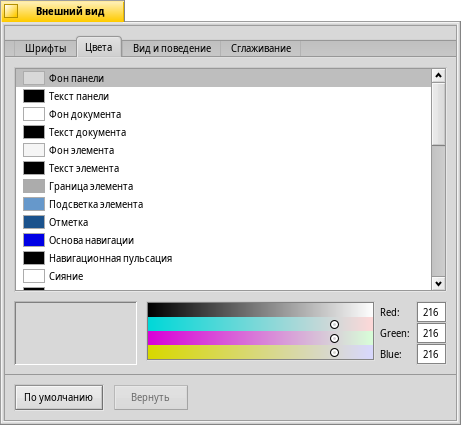 Внешний вид
Шрифты Цвета Вид и поведение Сглаживание
Фон панели
Текст панели
Фон документа
Текст документа
Фон элемента
Текст элемента
Граница элемента
Подсветка элемента
Отметка
Основа навигации
Навигационная пульсация
Сияние
Red: 216
Green: 216
Blue: 216
По умолчанию Вернуть